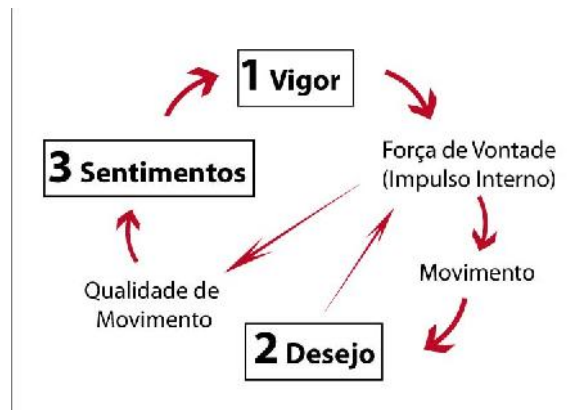 1 Vigor
Força de Vontade
(Impulso Interno)
3 Sentimentos
Movimento
Qualidade de
Movimento
2 Desejo